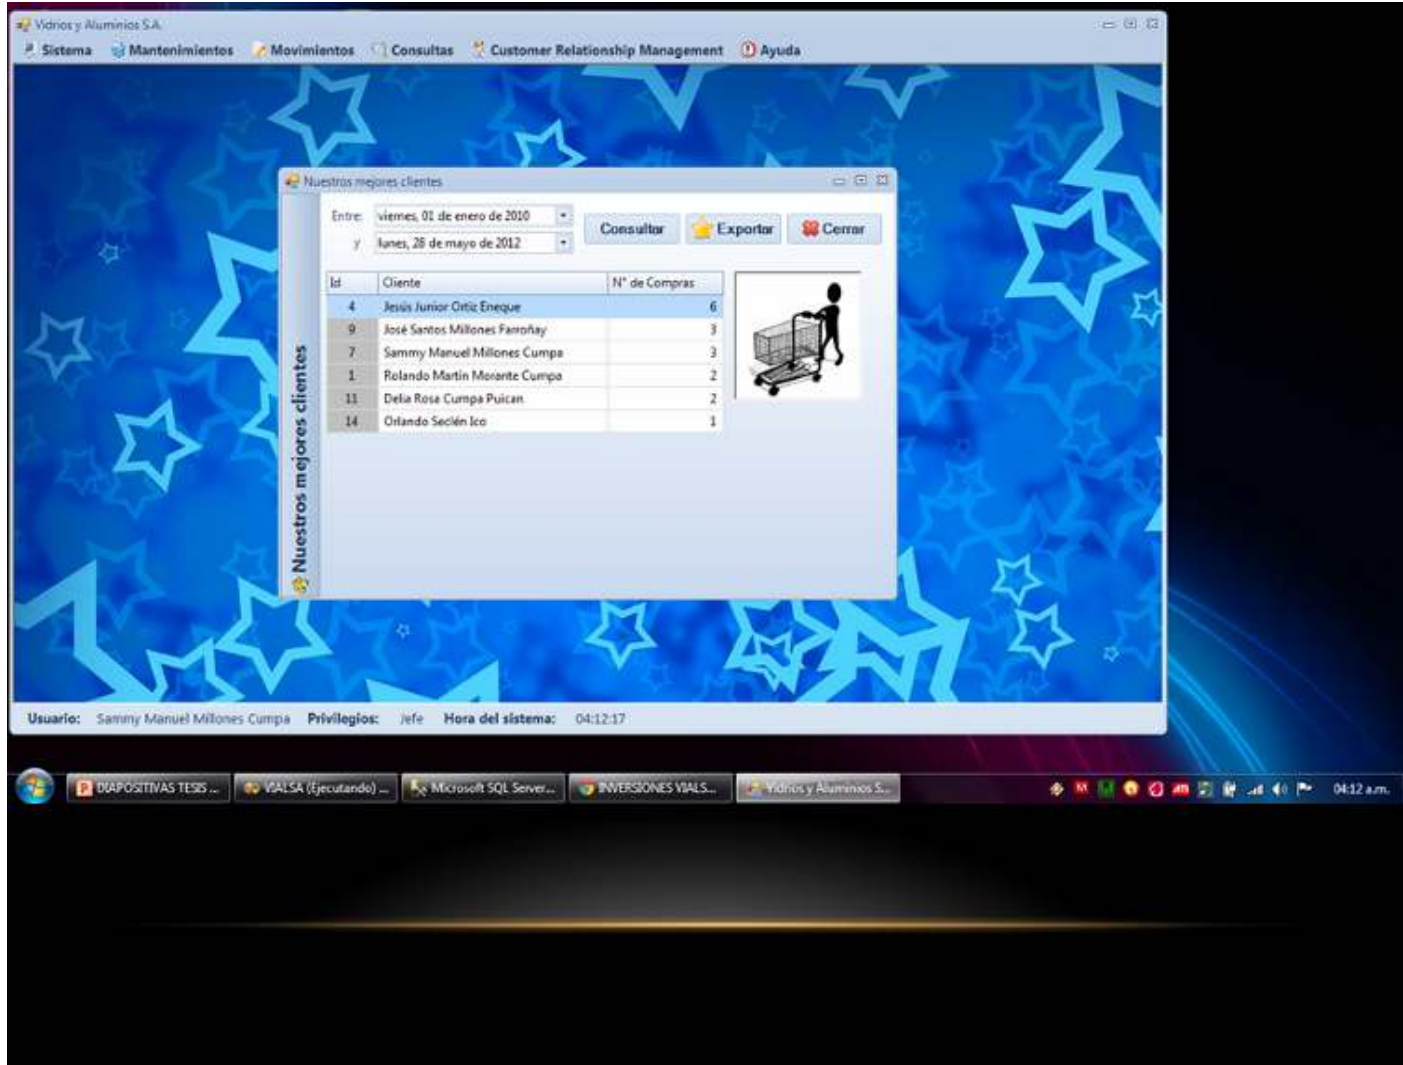 Vidrios y Aluminios S.A.
Sistema Mantenimientos Movimientos Consultas Customer Relationship Management Ayuda
Nuestros mejores clientes
Entre: viernes, 01 de enero de 2010
y lunes, 28 de mayo de 2012
Consultar Exportar Cerrar
Id Cliente N° de Compras
4 Jesús Junior Ortiz Eneque 6
9 José Santos Millones Farroñay 3
7 Sammy Manuel Millones Cumpa 3
1 Rolando Martín Morante Cumpa 2
11 Delia Rosa Cumpa Puican 2
14 Orlando Seclén Ico 1
Nuestros mejores clientes
Usuario: Sammy Manuel Millones Cumpa Privilegios: Jefe Hora del sistema: 04:12:17
DIAPOSITIVAS TESIS ... VIALSA (Ejecutando) ... Microsoft SQL Server... INVERSIONES VIALS... Vidrios y Aluminios S... 04:12 a.m.